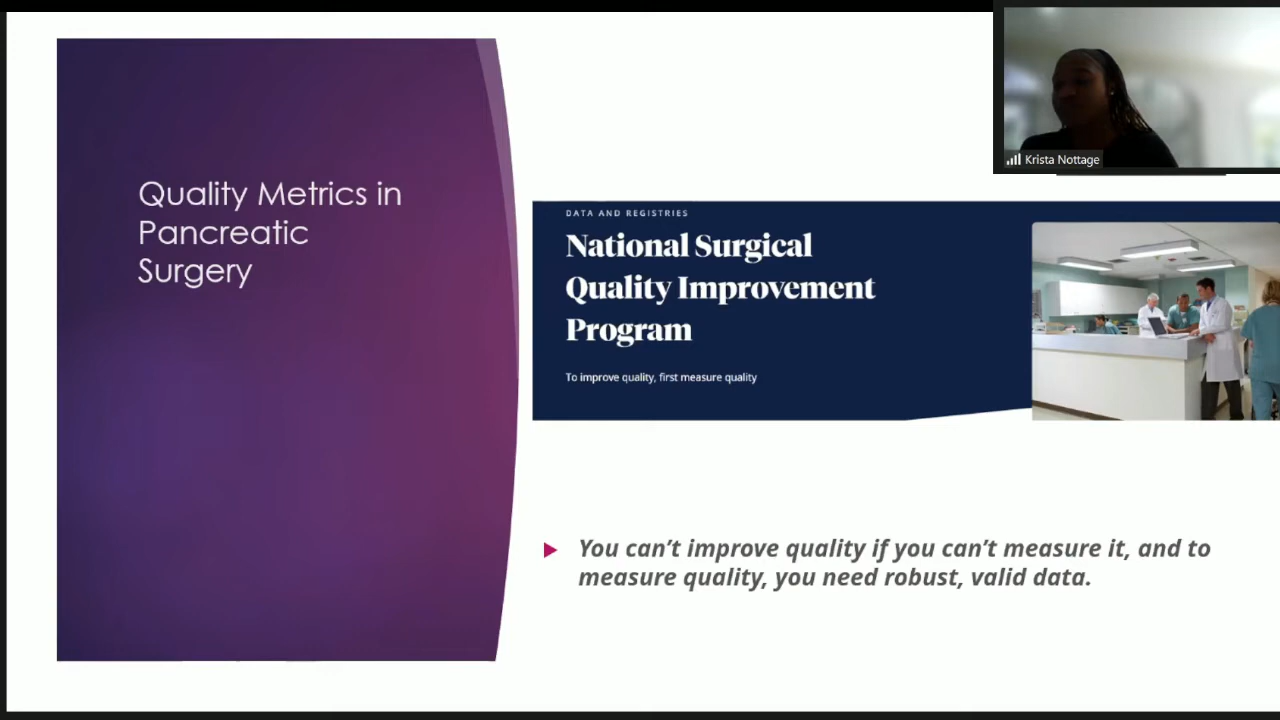 Quality Metrics in
Pancreatic
Surgery
DATA AND REGISTRIES
National Surgical
Quality Improvement
Program
To improve quality, first measure quality
You can't improve quality if you can't measure it, and to
measure quality, you need robust, valid data.
Krista Nottage